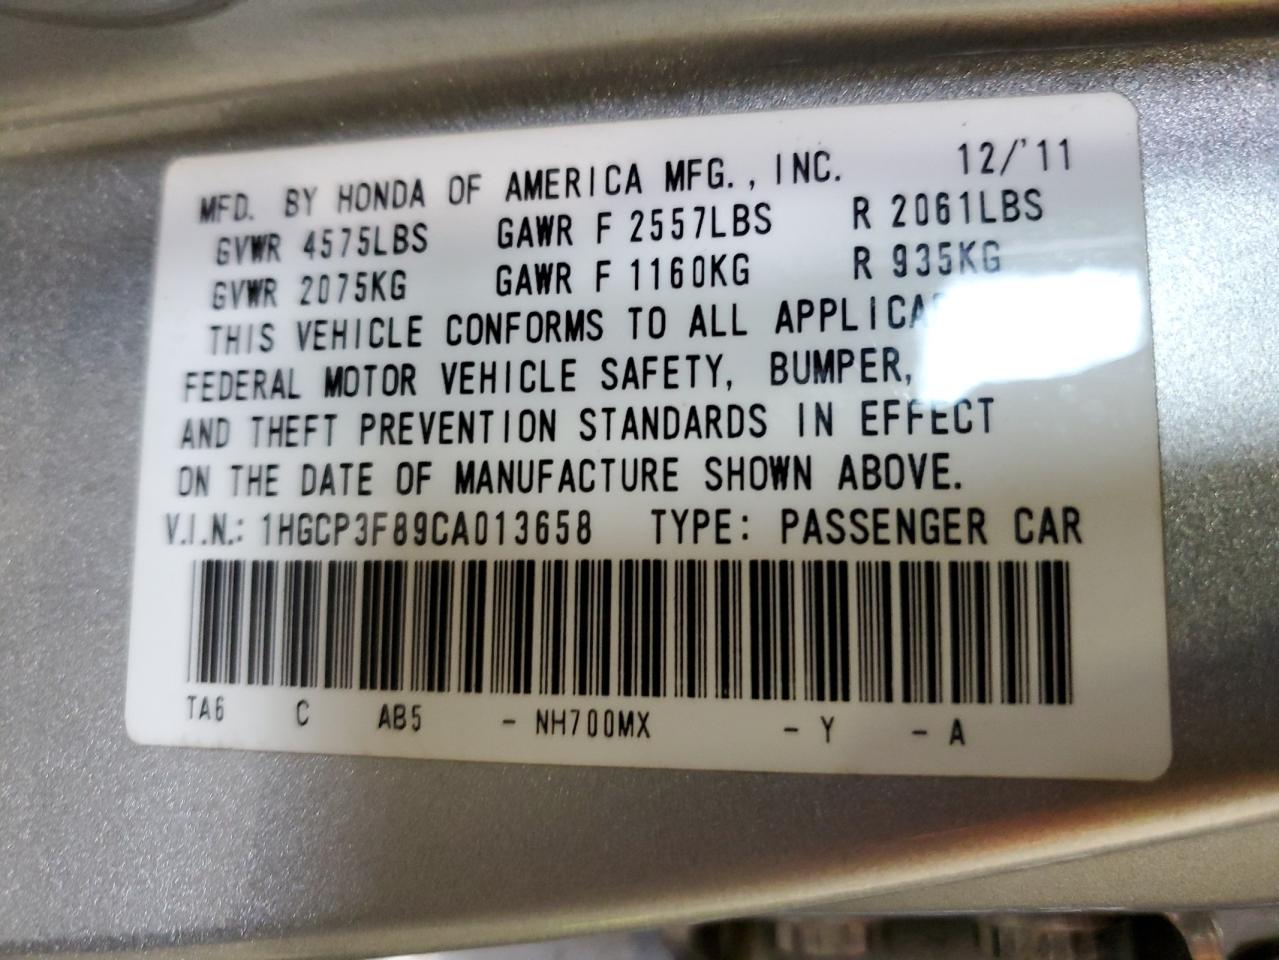 MFD. BY HONDA OF AMERICA MFG., INC. 12/'11
GVWR 4575LBS GAWR F 2557LBS R 2061LBS
GVWR 2075KG GAWR F 1160KG R 935KG
THIS VEHICLE CONFORMS TO ALL
FEDERAL MOTOR VEHICLE SAFETY, BUMPER,
AND THEFT PREVENTION STANDARDS IN EFFECT
ON THE DATE OF MANUFACTURE SHOWN ABOVE.
V.I.N.: 1HGCP3F89CA013658 TYPE: PASSENGER CAR
TA6 C AB5 - NH700MX - Y - A